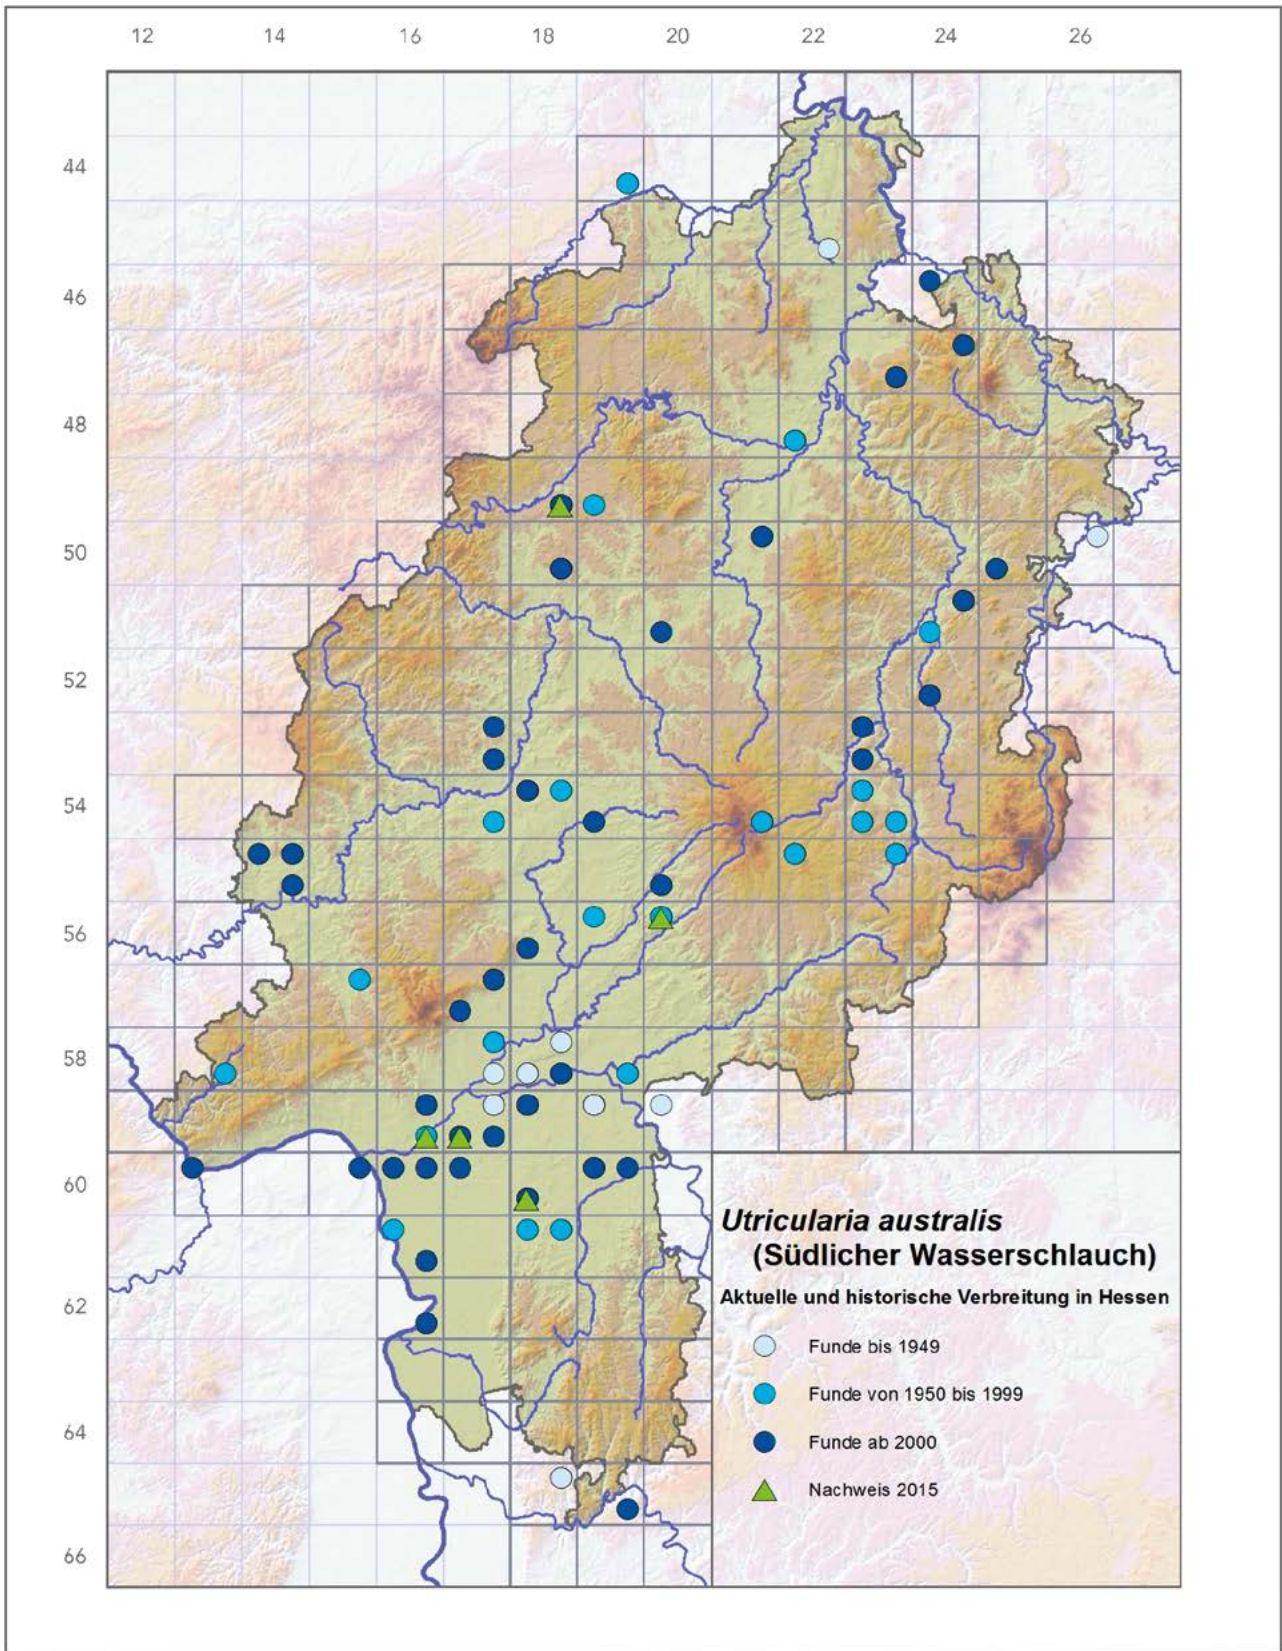 12 14 16 18 20 22 24 26
44
46
48
50
52
54
56
58
60
62
64
66
Utricularia australis
(Südlicher Wasserschlauch)
Aktuelle und historische Verbreitung in Hessen
Funde bis 1949
Funde von 1950 bis 1999
Funde ab 2000
Nachweis 2015